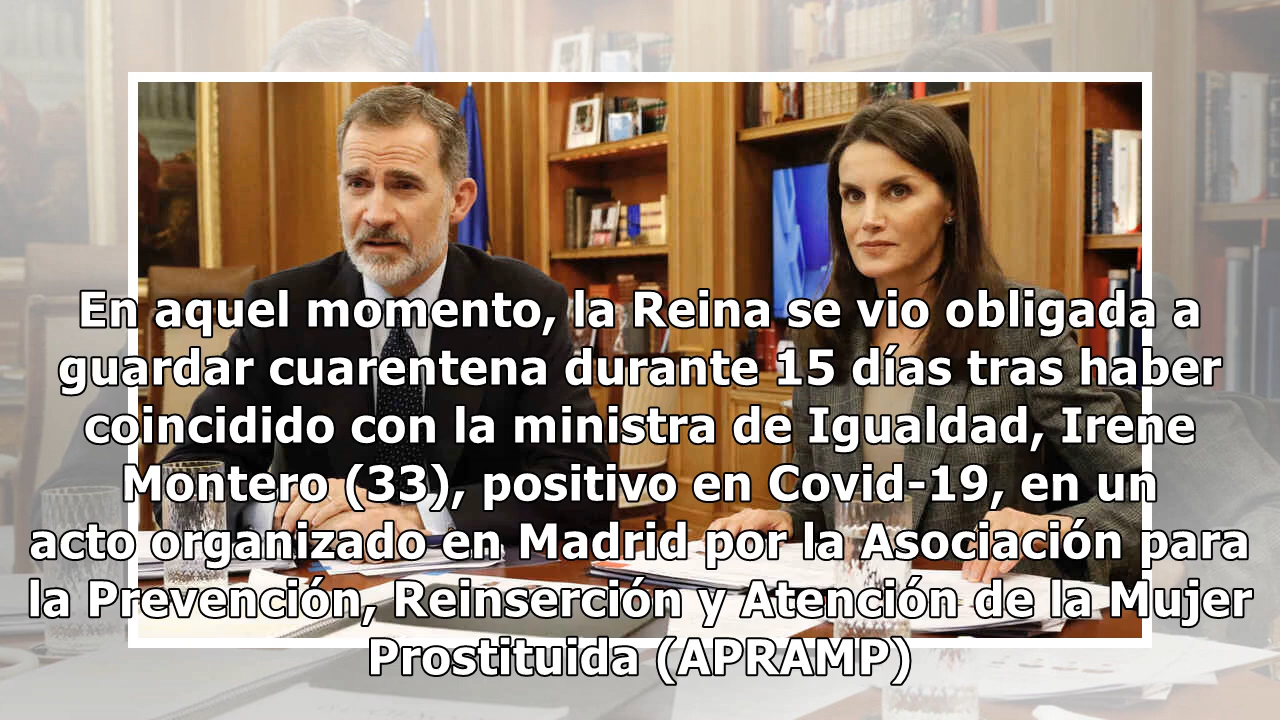 En aquel momento, la Reina se vio obligada a
guardar cuarentena durante 15 días tras haber
coincidido con la ministra de Igualdad, Irene
Montero (33), positivo en Covid-19, en un
acto organizado en Madrid por la Asociación para
la Prevención, Reinserción y Atención de la Mujer
Prostituida (APRAMP)